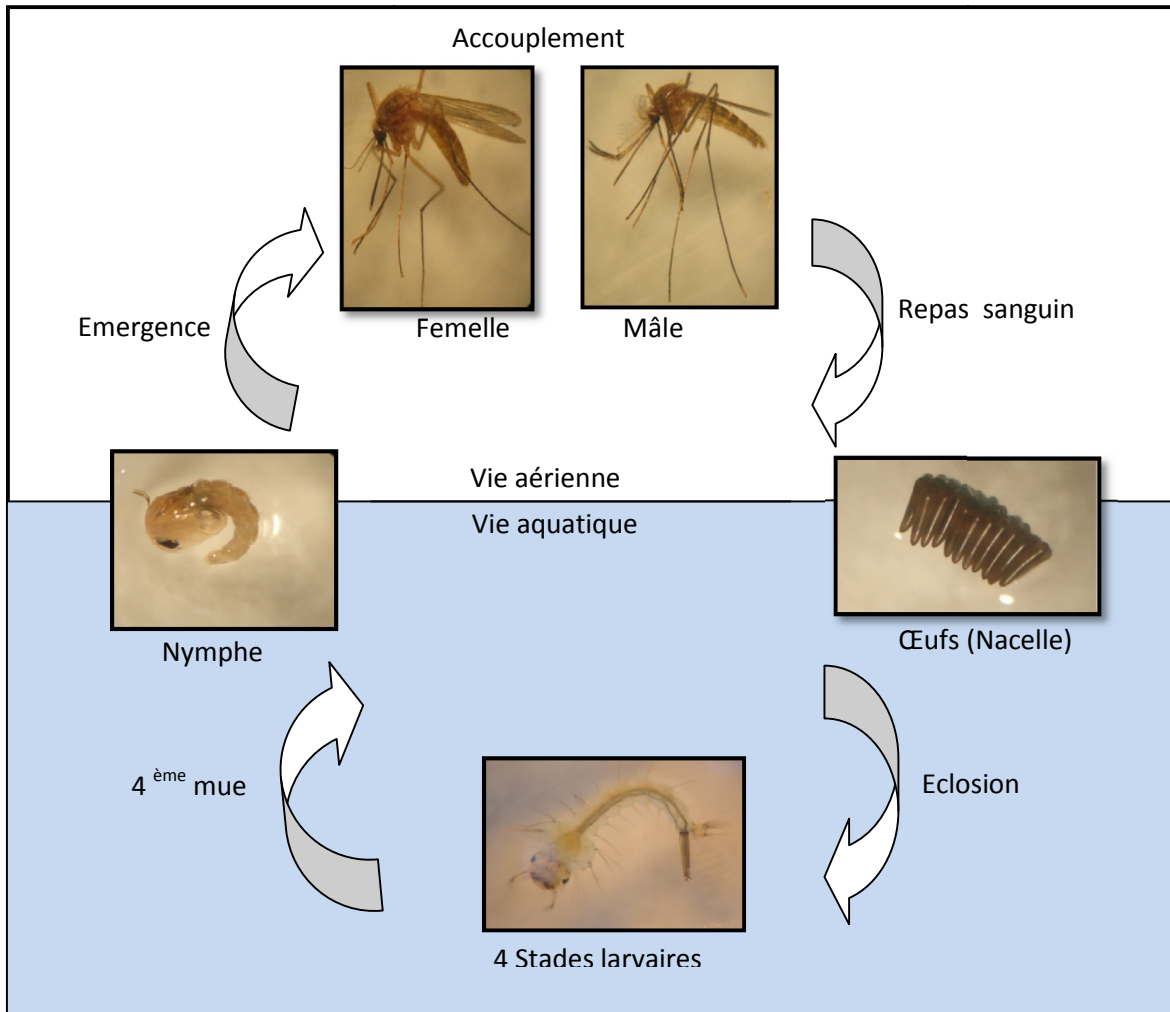 Accouplement
Femelle
Mâle
Emergence
Repas sanguin
Vie aérienne
Vie aquatique
Nymphe
Œufs (Nacelle)
4 ème mue
Eclosion
4 Stades larvaires